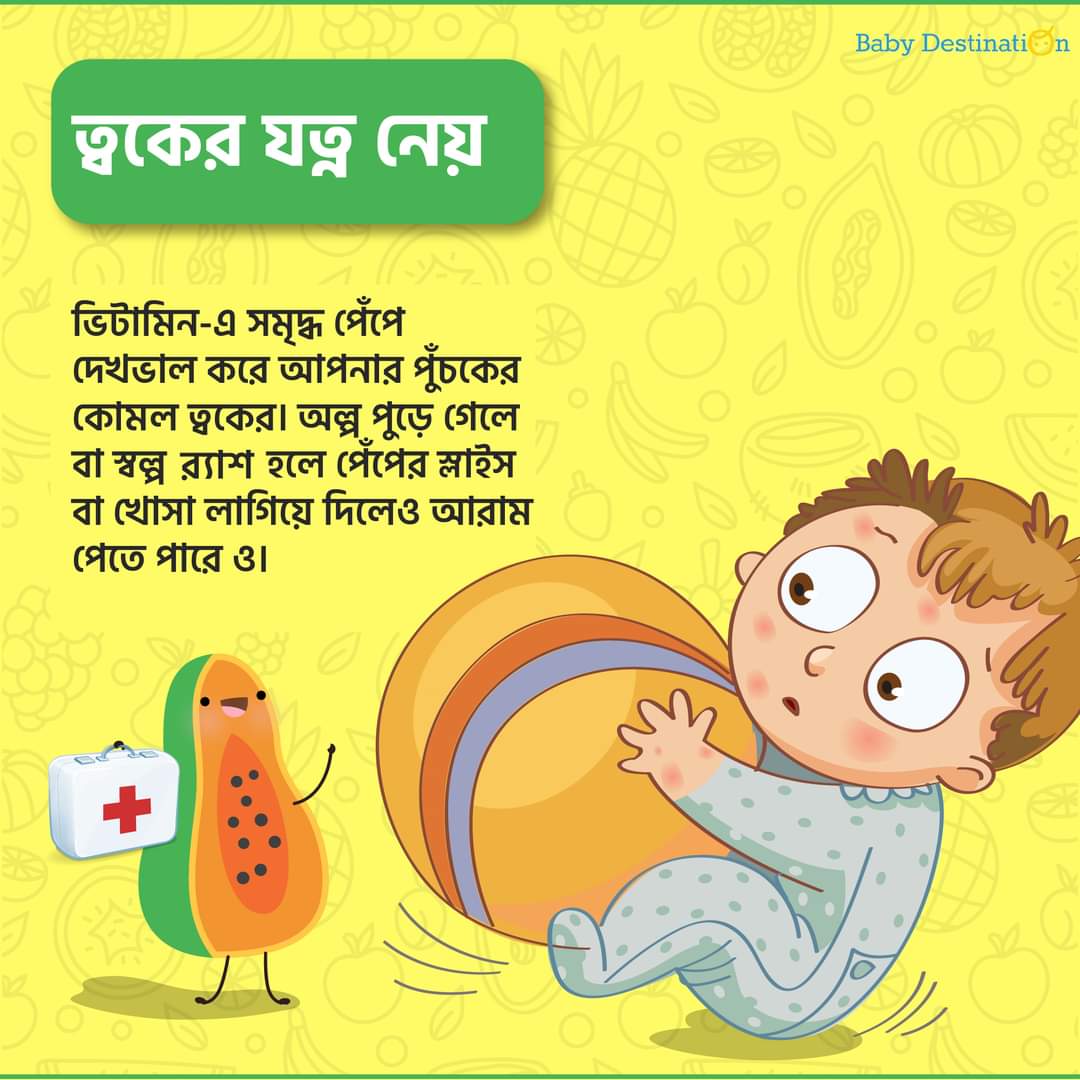 Baby Destination
ত্বকের যত্ন নেয়
ভিটামিন-এ সমৃদ্ধ পেঁপে
দেখভাল করে আপনার পুঁচকের
কোমল ত্বকের। অল্প পুড়ে গেলে
বা স্বল্প র‍্যাশ হলে পেঁপের স্লাইস
বা খোসা লাগিয়ে দিলেও আরাম
পেতে পারে ও।